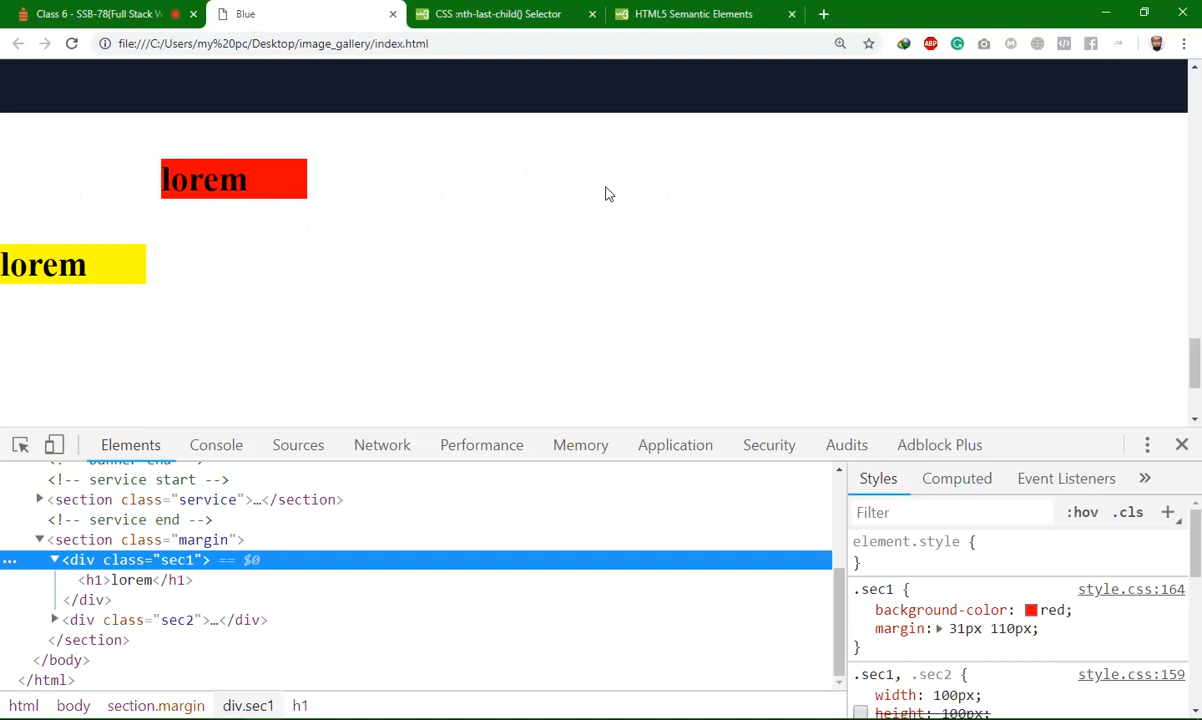 Class 6 - SSB-78(Full Stack W
Blue
CSS :nth-last-child() Selector
HTML5 Semantic Elements
file:///C:/Users/my%20pc/Desktop/image_gallery/index.html
ABP
lorem
lorem
Elements Console Sources Network Performance Memory Application Security Audits Adblock Plus
<!-- banner end -->
<!-- service start -->
<section class="service">…</section>
<!-- service end -->
<section class="margin">
<div class="sec1"> == $0
<h1>lorem</h1>
</div>
<div class="sec2">…</div>
</section>
</body>
</html>
html body section.margin div.sec1 h1
Styles Computed Event Listeners »
Filter :hov .cls +
element.style {
}
.sec1 { style.css:164
background-color: red;
margin: 31px 110px;
}
.sec1, .sec2 { style.css:159
width: 100px;
height: 100px;